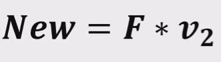 New = F * v₂